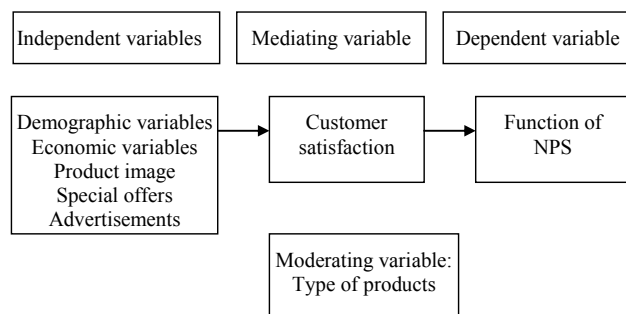 Independent variables
Mediating variable
Dependent variable
Demographic variables
Economic variables
Product image
Special offers
Advertisements
Customer
satisfaction
Function of
NPS
Moderating variable:
Type of products